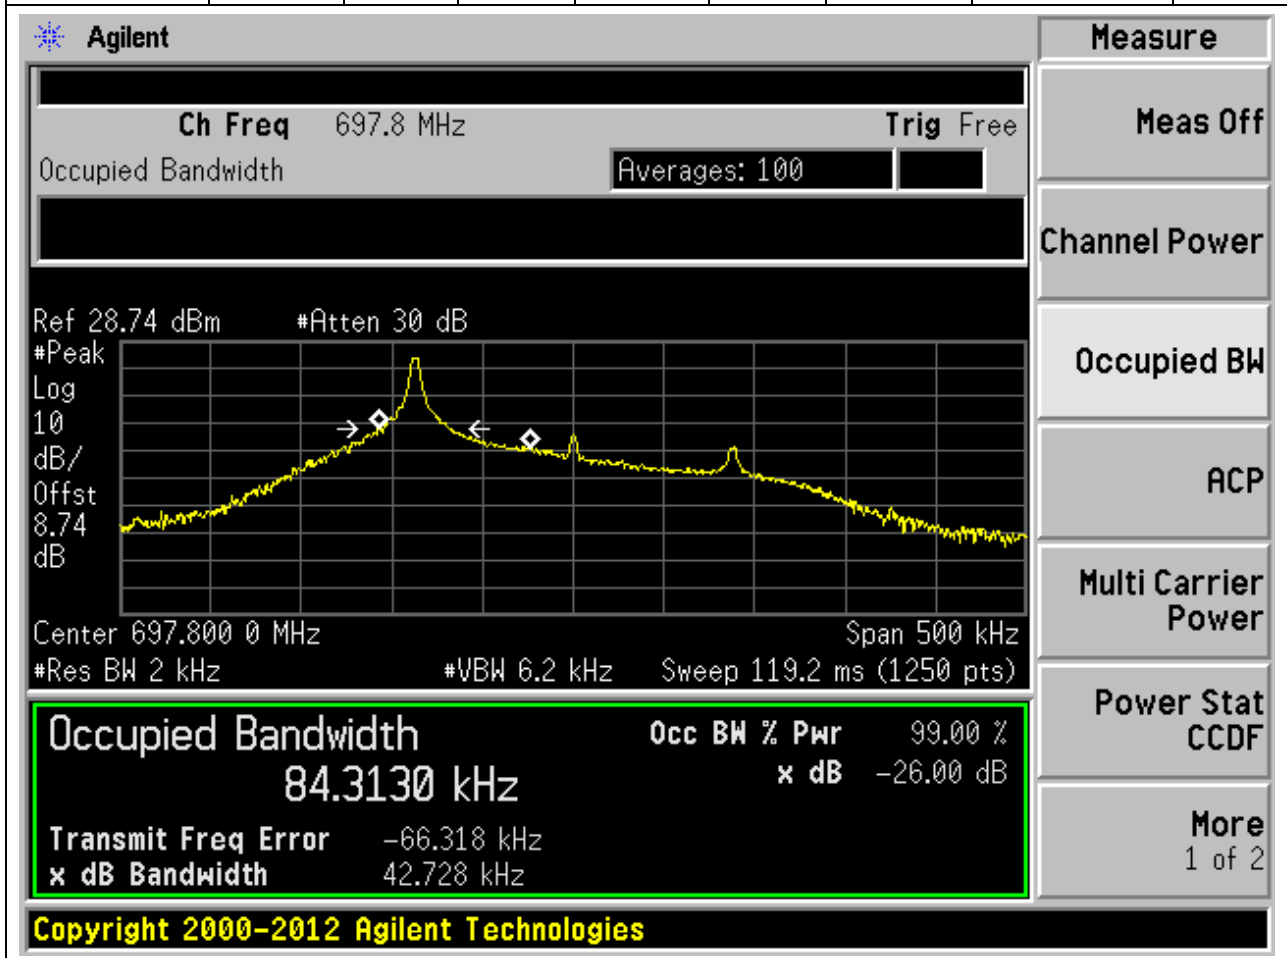 Agilent
Measure
Ch Freq 697.8 MHz Trig Free
Occupied Bandwidth Averages: 100
Meas Off
Channel Power
Occupied BW
ACP
Multi Carrier
Power
Power Stat
CCDF
More
1 of 2
Ref 28.74 dBm #Atten 30 dB
#Peak
Log
10
dB/
Offst
8.74
dB
Center 697.800 0 MHz Span 500 kHz
#Res BW 2 kHz #VBW 6.2 kHz Sweep 119.2 ms (1250 pts)
Occupied Bandwidth Occ BW % Pwr 99.00 %
84.3130 kHz x dB -26.00 dB
Transmit Freq Error -66.318 kHz
x dB Bandwidth 42.728 kHz
Copyright 2000-2012 Agilent Technologies